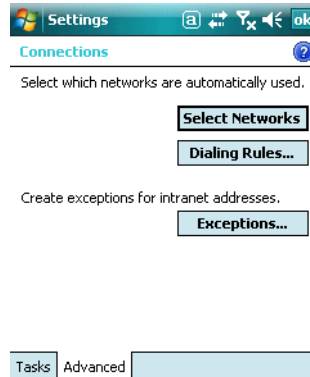 Settings a ok
Connections ?
Select which networks are automatically used.
Select Networks
Dialing Rules...
Create exceptions for intranet addresses.
Exceptions...
Tasks Advanced